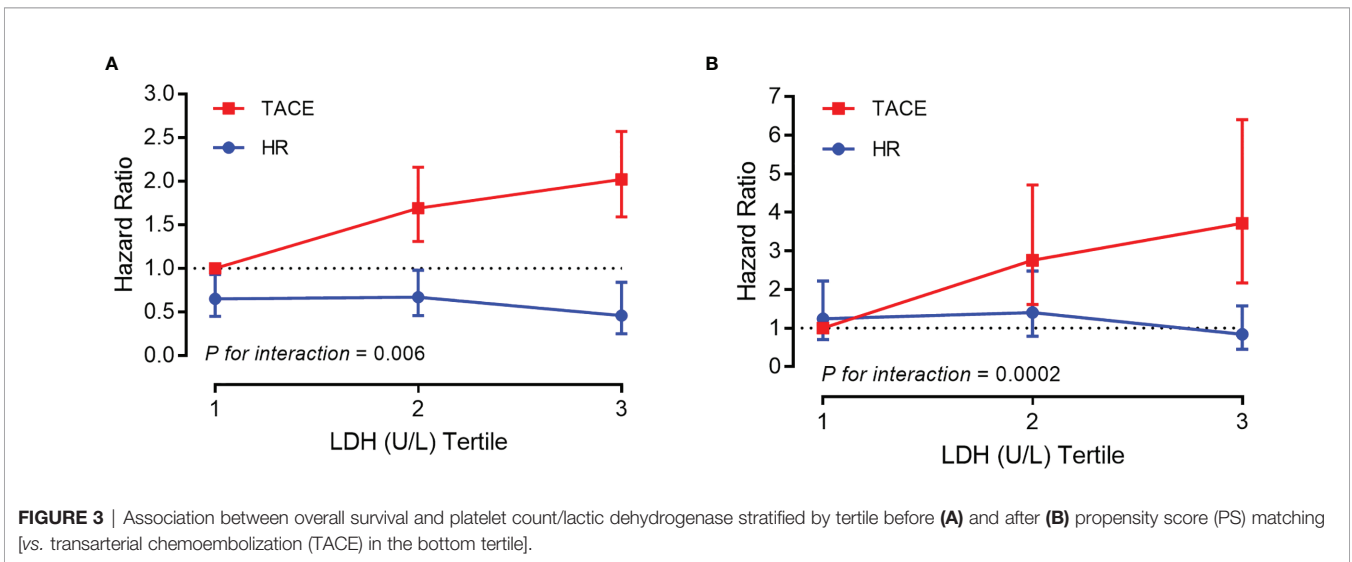 A
Hazard Ratio
3.0
2.5
2.0
1.5
1.0
0.5
0.0
TACE
HR
P for interaction = 0.006
1 2 3
LDH (U/L) Tertile
B
Hazard Ratio
7
6
5
4
3
2
1
0
TACE
HR
P for interaction = 0.0002
1 2 3
LDH (U/L) Tertile
FIGURE 3 | Association between overall survival and platelet count/lactic dehydrogenase stratified by tertile before (A) and after (B) propensity score (PS) matching
[vs. transarterial chemoembolization (TACE) in the bottom tertile].